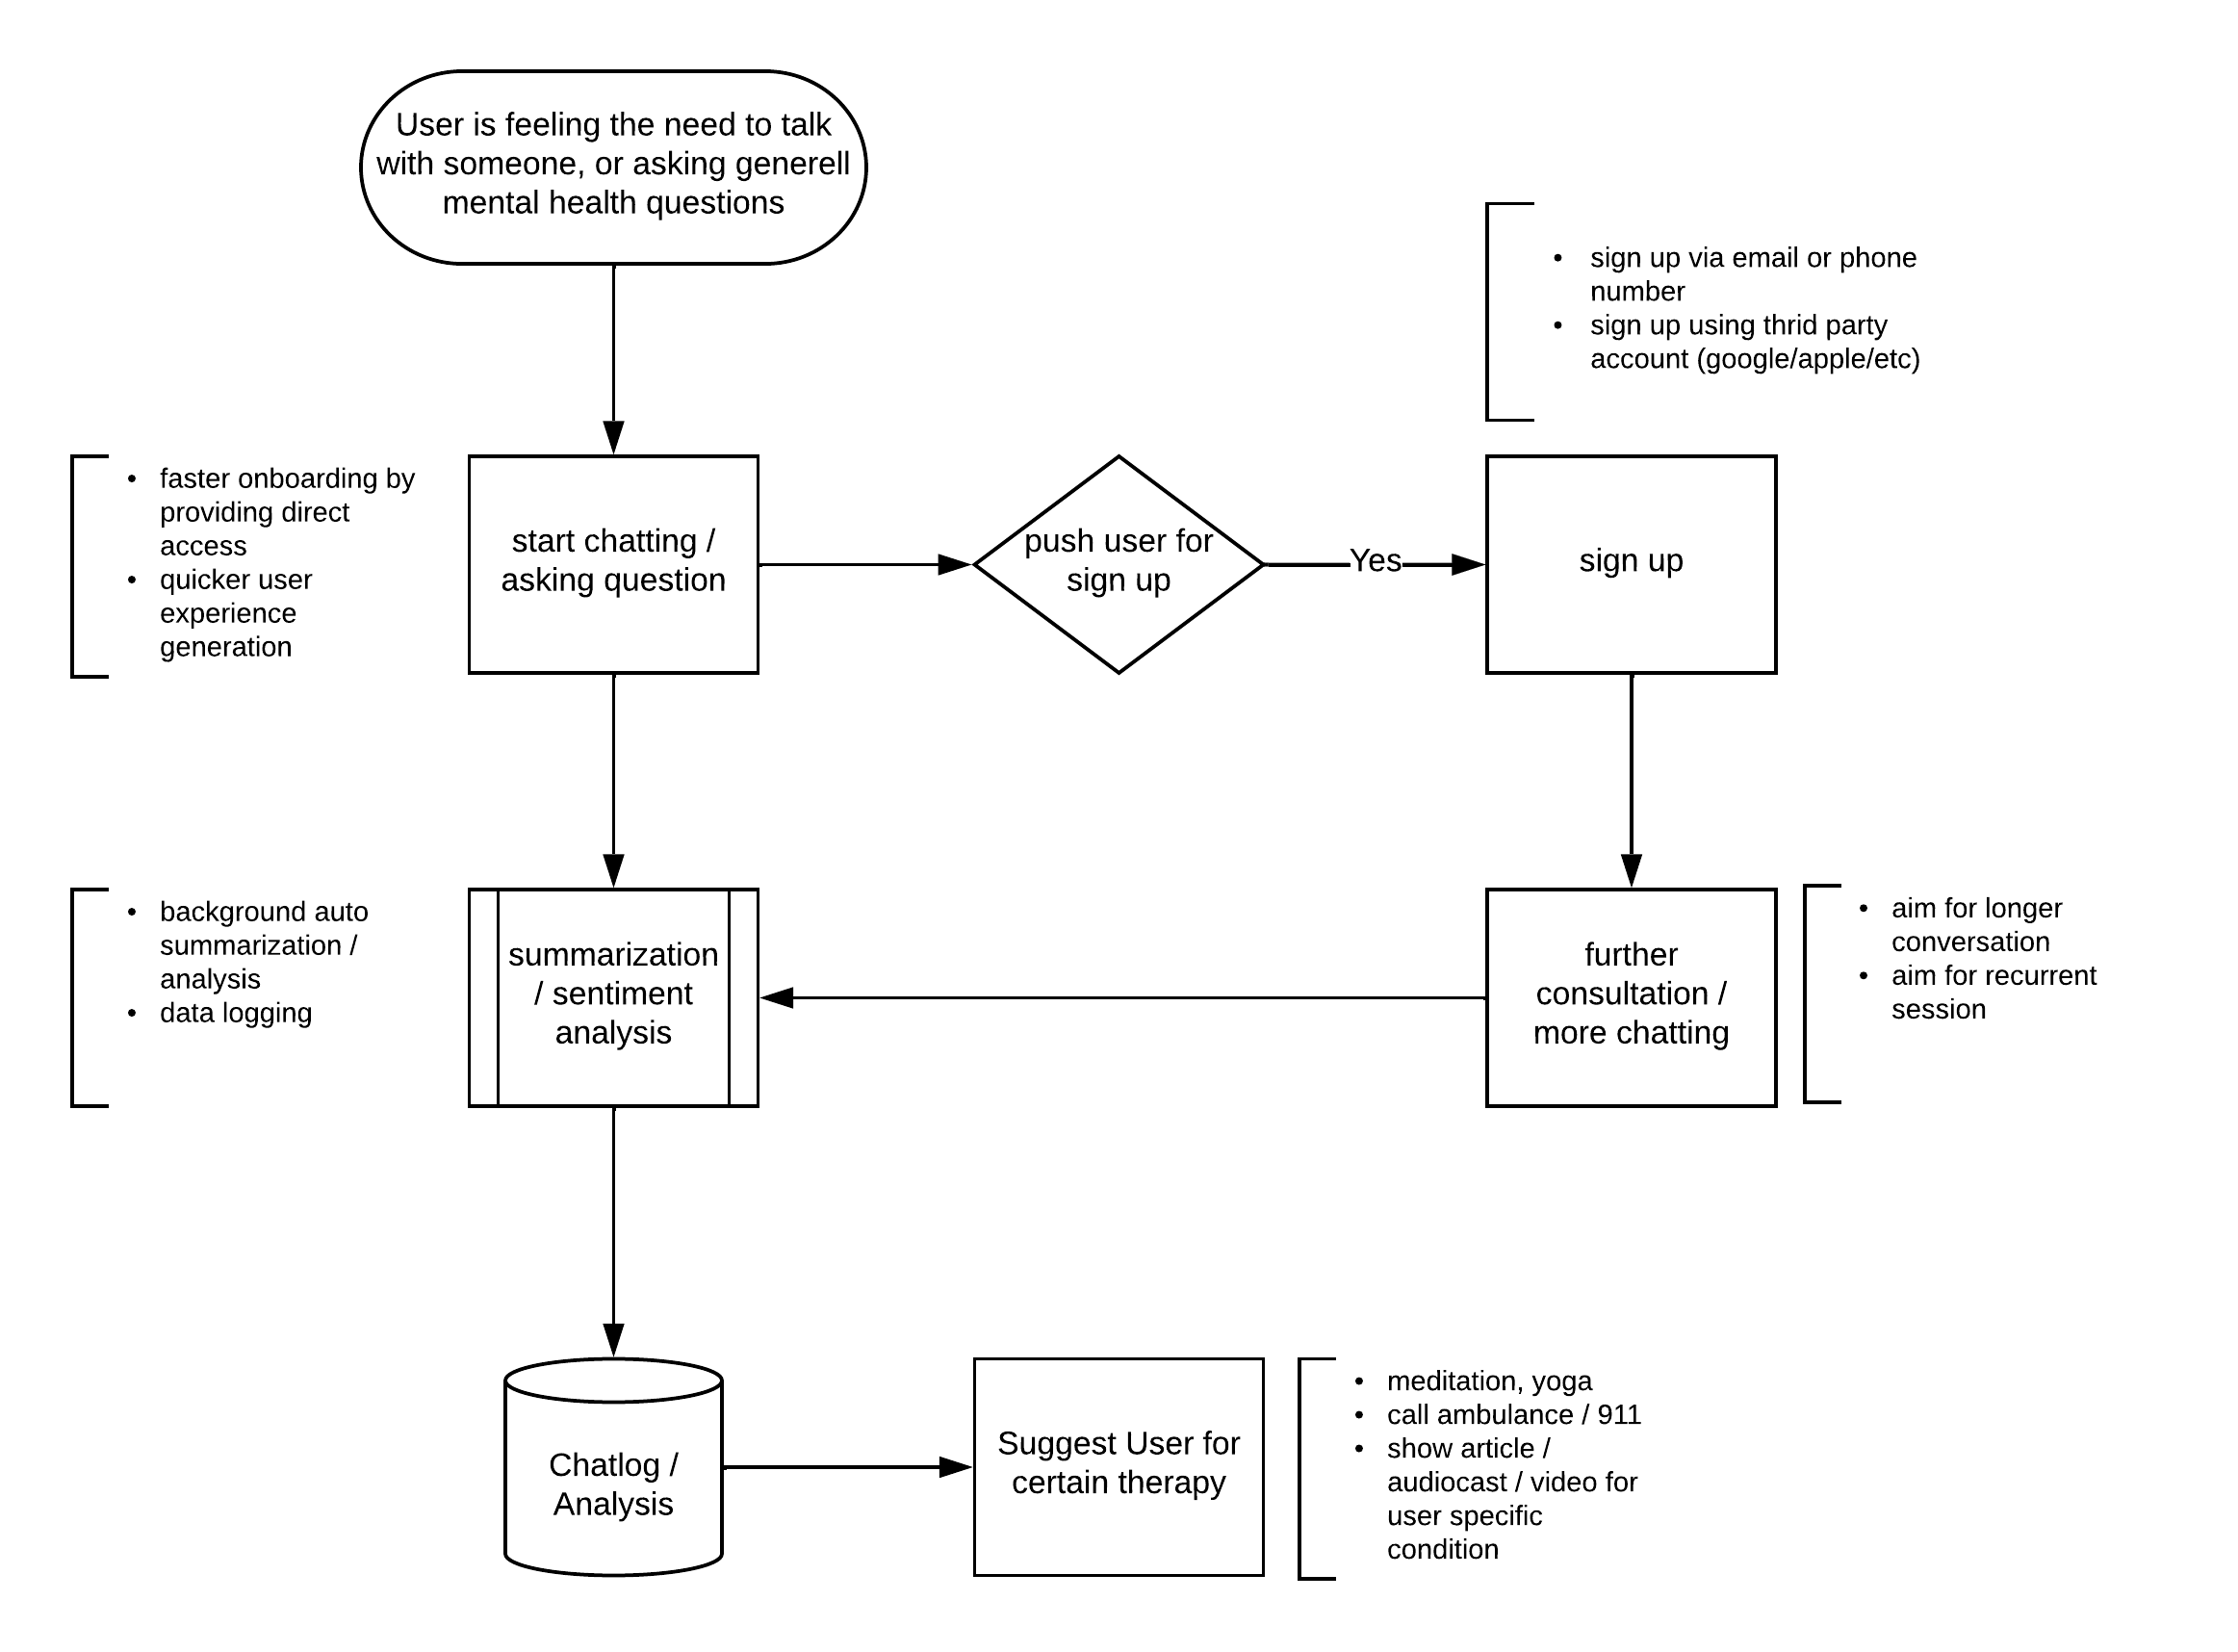 User is feeling the need to talk
with someone, or asking generell
mental health questions
• sign up via email or phone
number
• sign up using thrid party
account (google/apple/etc)
• faster onboarding by
providing direct
access
• quicker user
experience
generation
start chatting /
asking question
push user for
sign up
Yes
sign up
• background auto
summarization /
analysis
• data logging
summarization
/ sentiment
analysis
further
consultation /
more chatting
• aim for longer
conversation
• aim for recurrent
session
Chatlog /
Analysis
Suggest User for
certain therapy
• meditation, yoga
• call ambulance / 911
• show article /
audiocast / video for
user specific
condition